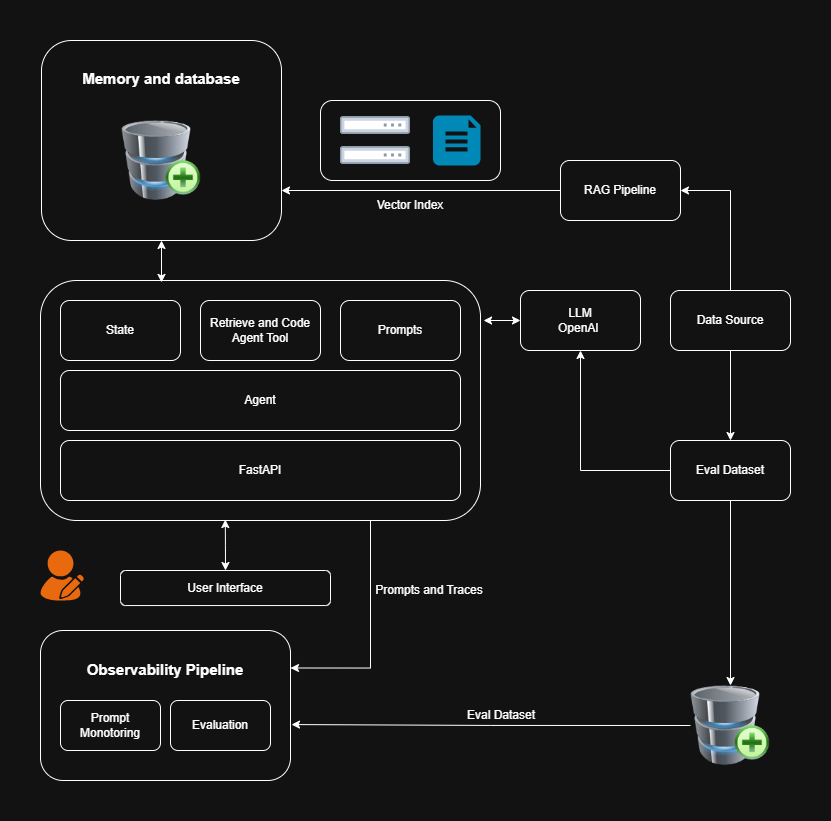 Memory and database
Vector Index
RAG Pipeline
State
Retrieve and Code
Agent Tool
Prompts
LLM
OpenAI
Data Source
Agent
FastAPI
Eval Dataset
User Interface
Prompts and Traces
Observability Pipeline
Prompt
Monotoring
Evaluation
Eval Dataset